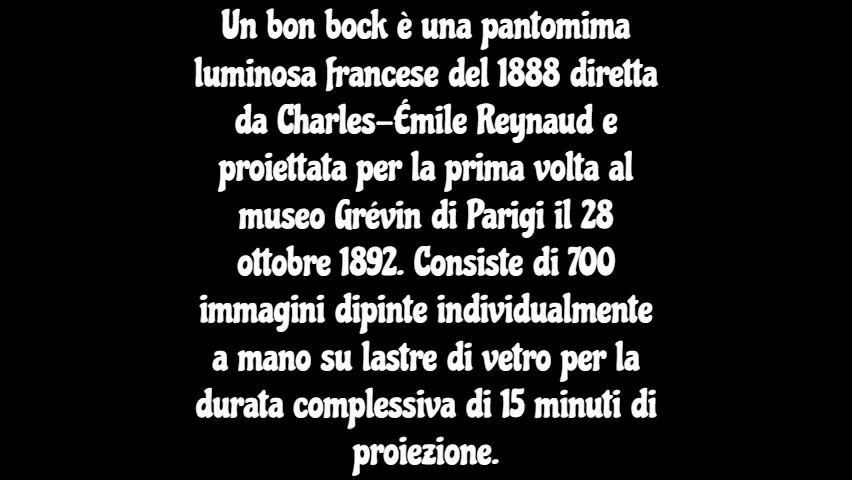 Un bon bock è una pantomima
luminosa francese del 1888 diretta
da Charles-Émile Reynaud e
proiettata per la prima volta al
museo Grévin di Parigi il 28
ottobre 1892. Consiste di 700
immagini dipinte individualmente
a mano su lastre di vetro per la
durata complessiva di 15 minuti di
proiezione.